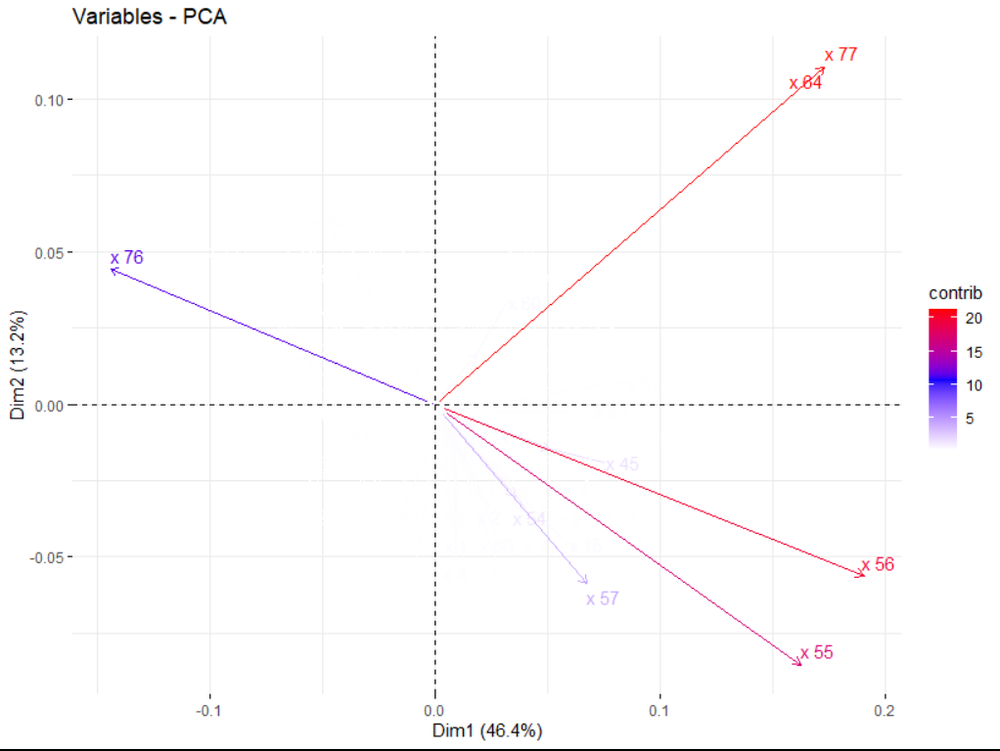 Variables - PCA
x 77
x 64
0.10
x 76
0.05
contrib
20
15
10
5
0.00
x 45
x 54
x 56
-0.05
x 57
x 55
-0.1
0.0
0.1
0.2
Dim1 (46.4%)
Dim2 (13.2%)